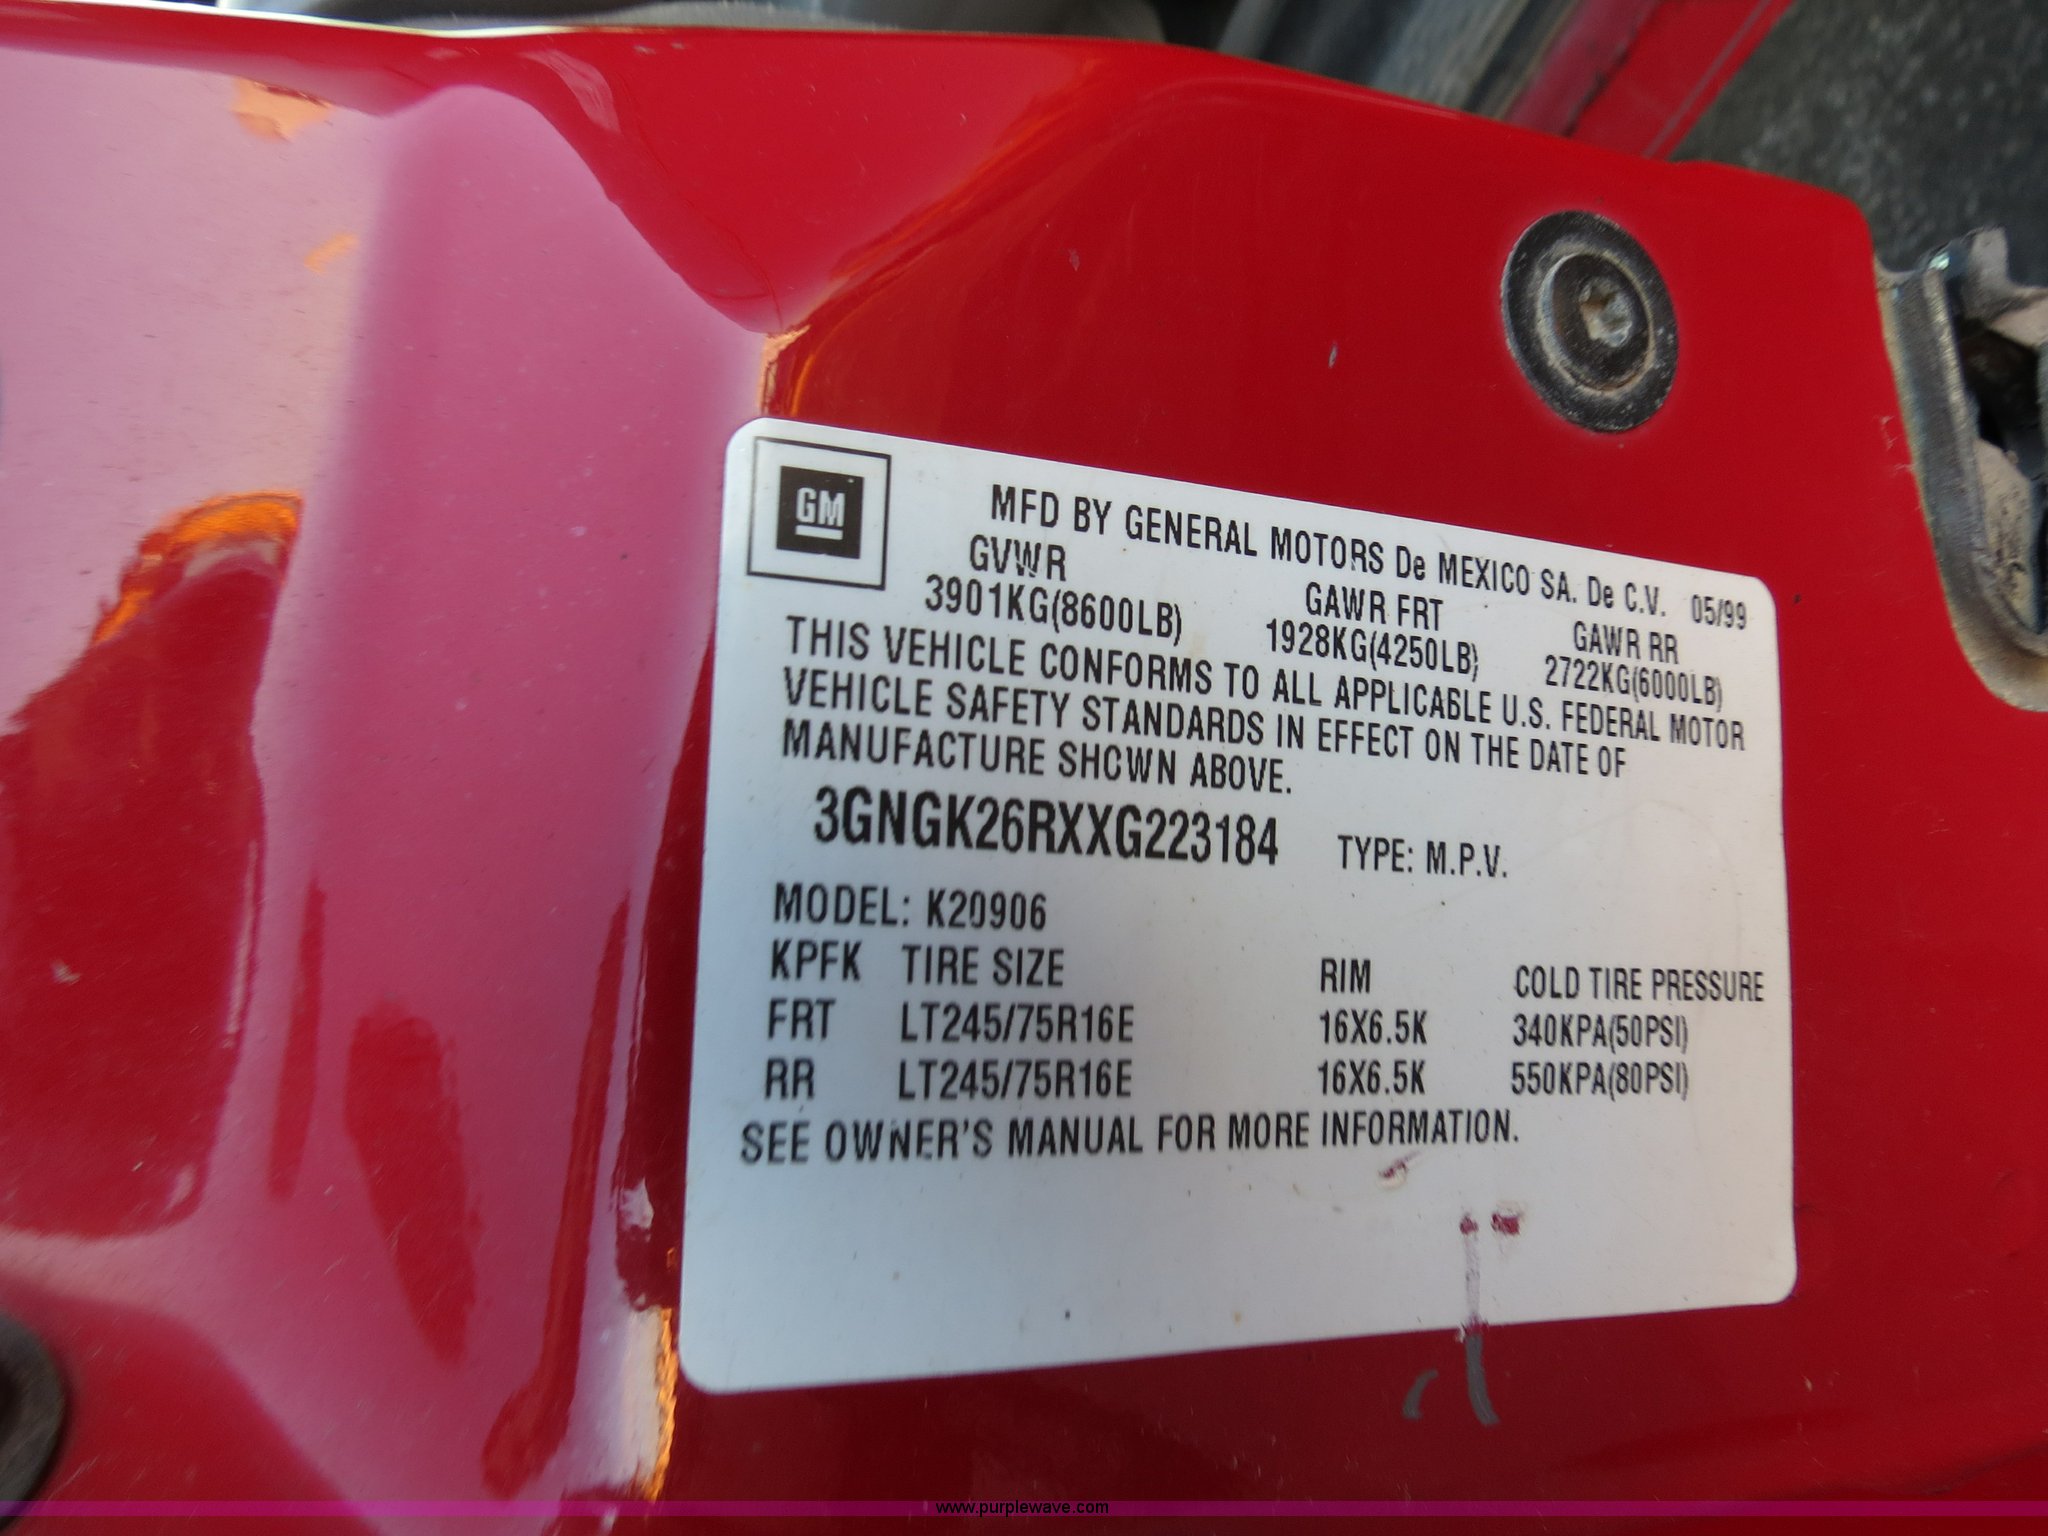 GM
MFD BY GENERAL MOTORS De MEXICO SA. De C.V. 05/99
GVWR GAWR FRT GAWR RR
3901KG(8600LB) 1928KG(4250LB) 2722KG(6000LB)
THIS VEHICLE CONFORMS TO ALL APPLICABLE U.S. FEDERAL MOTOR
VEHICLE SAFETY STANDARDS IN EFFECT ON THE DATE OF
MANUFACTURE SHOWN ABOVE.
3GNGK26RXXG223184 TYPE: M.P.V.
MODEL: K20906
KPFK TIRE SIZE RIM COLD TIRE PRESSURE
FRT LT245/75R16E 16X6.5K 340KPA(50PSI)
RR LT245/75R16E 16X6.5K 550KPA(80PSI)
SEE OWNER'S MANUAL FOR MORE INFORMATION.
www.purplewave.com